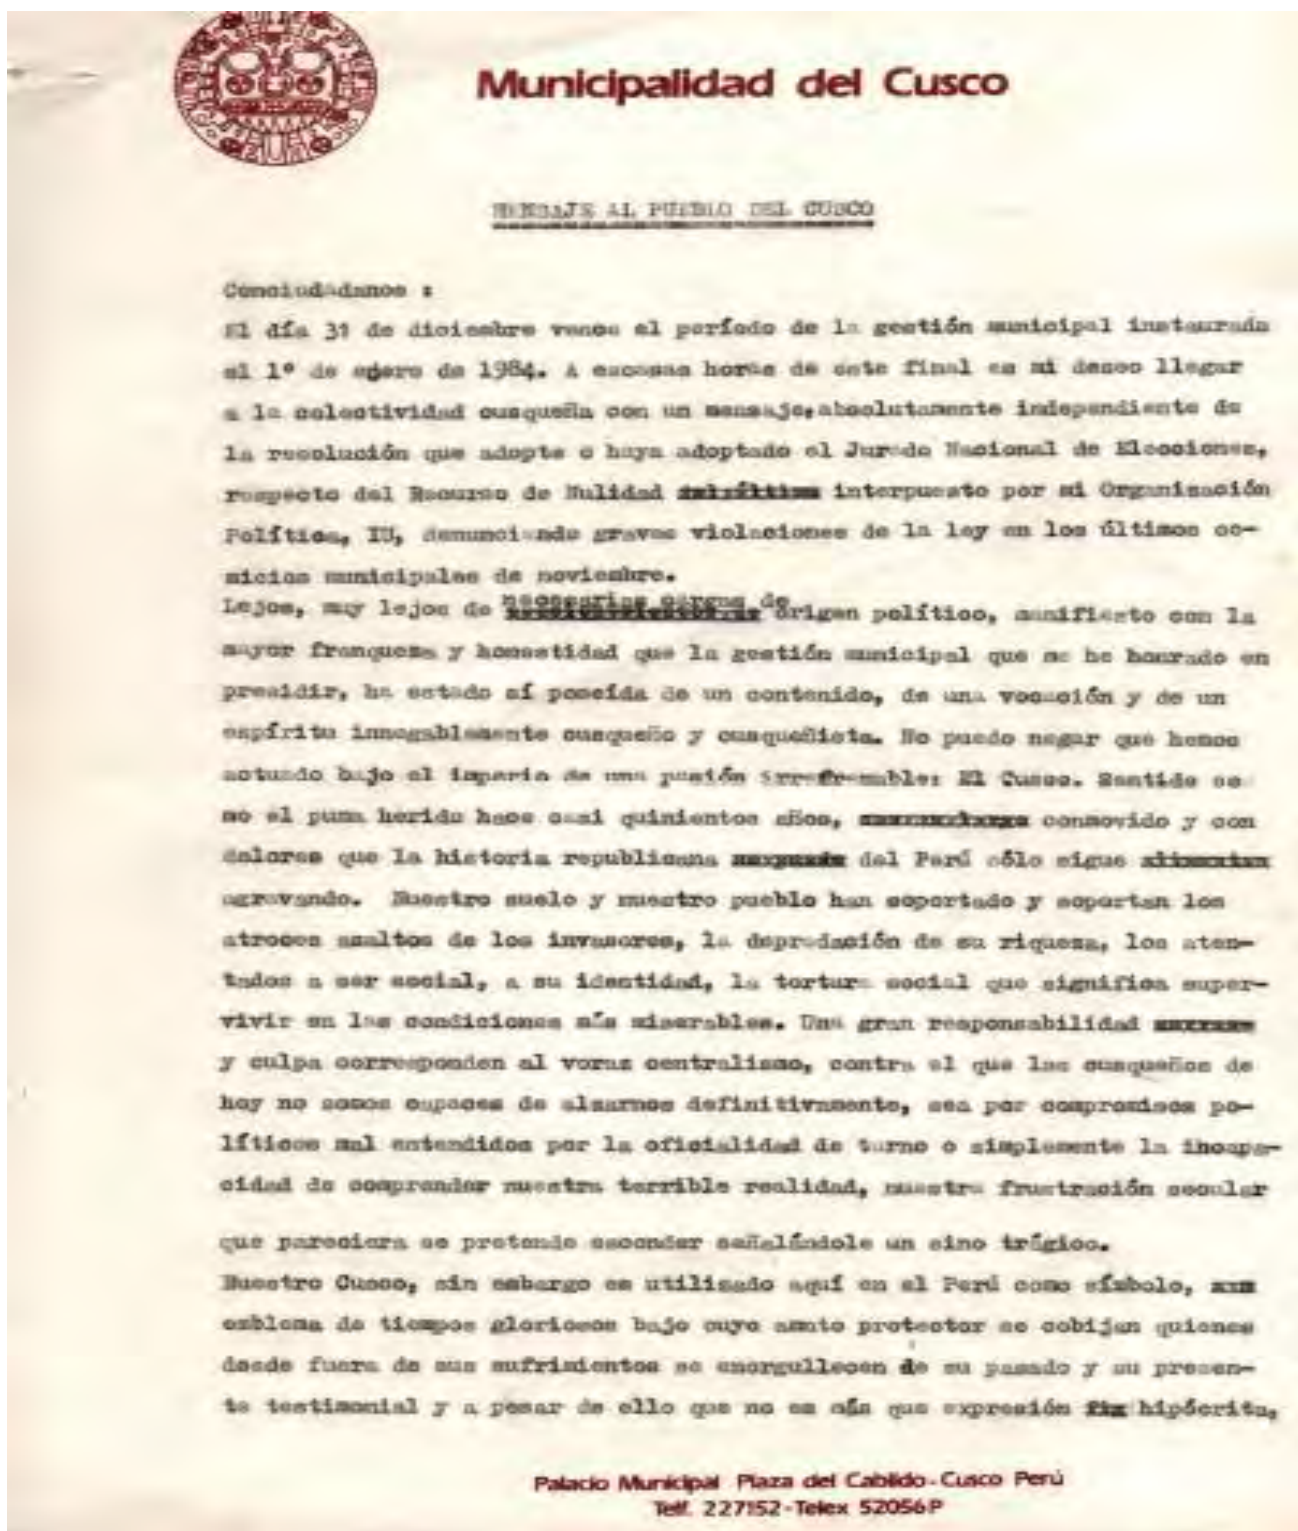 Municipalidad del Cusco
MENSAJE AL PUEBLO DEL CUSCO
Conciudadanos :
El día 31 de diciembre vence el período de la gestión municipal instaurada
el 1º de enero de 1984. A escasas horas de este final es mi deseo llegar
a la colectividad cusqueña con un mensaje, absolutamente independiente de
la resolución que adopte o haya adoptado el Jurado Nacional de Elecciones,
respecto del Recurso de Nulidad interpuesto por mi Organización
Política, IU, denunciando graves violaciones de la ley en los últimos co-
micios municipales de noviembre.
necesarias cargas de
Lejos, muy lejos de origen político, manifiesto con la
mayor franqueza y honestidad que la gestión municipal que me he honrado en
presidir, ha estado sí poseída de un contenido, de una vocación y de un
espíritu innegablemente cusqueño y cusqueñista. No puedo negar que hemos
actuado bajo el imperio de una pasión irrefrenable: El Cusco. Sentido co
mo el puma herido hace casi quinientos años, conmovido y con
dolores que la historia republicana del Perú sólo sigue
agravando. Nuestro suelo y nuestro pueblo han soportado y soportan los
atroces asaltos de los invasores, la depredación de su riqueza, los aten-
tados a ser social, a su identidad, la tortura social que significa super-
vivir en las condiciones más miserables. Una gran responsabilidad
y culpa corresponden al voraz centralismo, contra el que los cusqueños de
hoy no somos capaces de alzarnos definitivamente, sea por compromisos po-
líticos mal entendidos por la oficialidad de turno o simplemente la incapa-
cidad de comprender nuestra terrible realidad, nuestra frustración secular
que pareciera se pretende esconder señalándole un sino trágico.
Nuestro Cusco, sin embargo es utilizado aquí en el Perú como símbolo,
emblema de tiempos gloriosos bajo cuyo manto protector se cobijan quienes
desde fuera de sus sufrimientos se enorgullecen de su pasado y su presen-
te testimonial y a pesar de ello que no es más que expresión hipócrita,
Palacio Municipal Plaza del Cabildo - Cusco Perú
Telf. 227152 - Telex 52056P